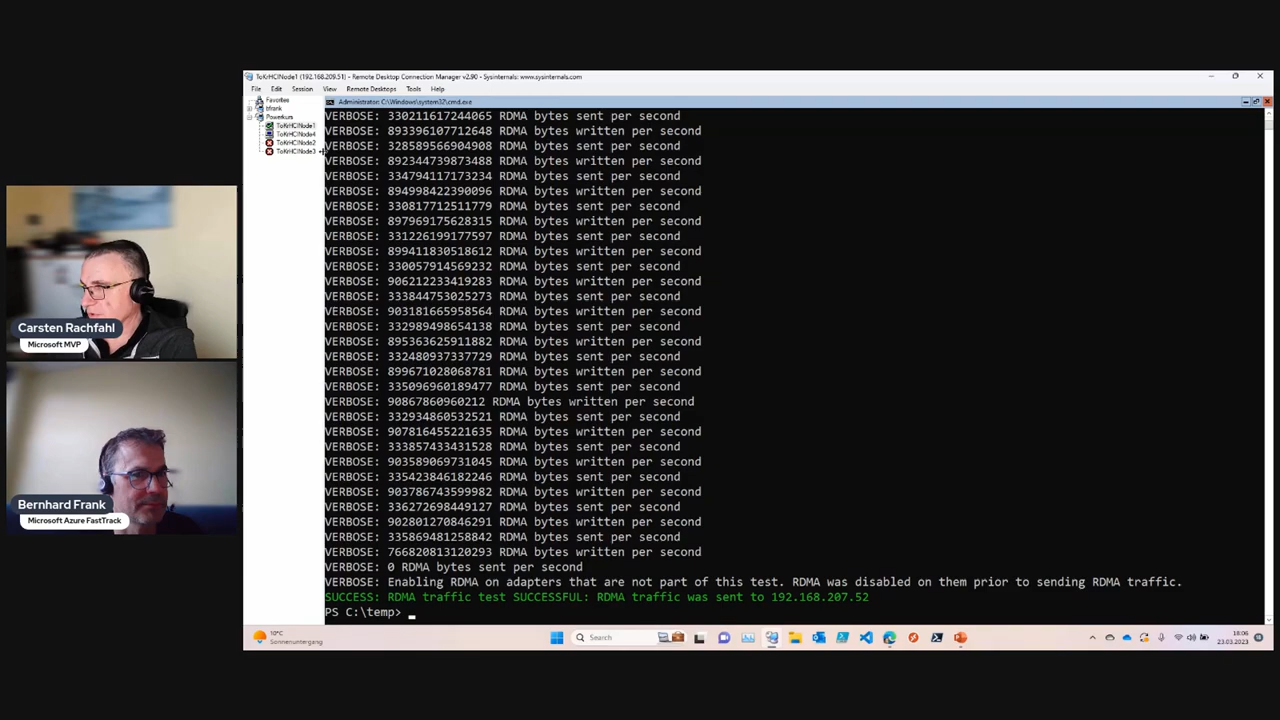 ToKrHCINode1 (192.168.209.51) - Remote Desktop Connection Manager v2.90 - Sysinternals: www.sysinternals.com
File Edit Session View Remote Desktops Tools Help
Favorites
bfrank
Powerkurs
ToKrHCINode1
ToKrHCINode4
ToKrHCINode2
ToKrHCINode3
Administrator: C:\Windows\system32\cmd.exe
VERBOSE: 330211617244065 RDMA bytes sent per second
VERBOSE: 893396107712648 RDMA bytes written per second
VERBOSE: 328589566904908 RDMA bytes sent per second
VERBOSE: 892344739873488 RDMA bytes written per second
VERBOSE: 334794117173234 RDMA bytes sent per second
VERBOSE: 894998422390096 RDMA bytes written per second
VERBOSE: 330817712511779 RDMA bytes sent per second
VERBOSE: 897969175628315 RDMA bytes written per second
VERBOSE: 331226199177597 RDMA bytes sent per second
VERBOSE: 899411830518612 RDMA bytes written per second
VERBOSE: 330057914569232 RDMA bytes sent per second
VERBOSE: 906212233419283 RDMA bytes written per second
VERBOSE: 333844753025273 RDMA bytes sent per second
VERBOSE: 903181665958564 RDMA bytes written per second
VERBOSE: 332989498654138 RDMA bytes sent per second
VERBOSE: 895363625911882 RDMA bytes written per second
VERBOSE: 332480937337729 RDMA bytes sent per second
VERBOSE: 899671028068781 RDMA bytes written per second
VERBOSE: 335096960189477 RDMA bytes sent per second
VERBOSE: 90867860960212 RDMA bytes written per second
VERBOSE: 332934860532521 RDMA bytes sent per second
VERBOSE: 907816455221635 RDMA bytes written per second
VERBOSE: 333857433431528 RDMA bytes sent per second
VERBOSE: 903589069731045 RDMA bytes written per second
VERBOSE: 335423846182246 RDMA bytes sent per second
VERBOSE: 903786743599982 RDMA bytes written per second
VERBOSE: 336272698449127 RDMA bytes sent per second
VERBOSE: 902801270846291 RDMA bytes written per second
VERBOSE: 335869481258842 RDMA bytes sent per second
VERBOSE: 766820813120293 RDMA bytes written per second
VERBOSE: 0 RDMA bytes sent per second
VERBOSE: Enabling RDMA on adapters that are not part of this test. RDMA was disabled on them prior to sending RDMA traffic.
SUCCESS: RDMA traffic test SUCCESSFUL: RDMA traffic was sent to 192.168.207.52
PS C:\temp>
Carsten Rachfahl
Microsoft MVP
Bernhard Frank
Microsoft Azure FastTrack
10°C
Sonnenuntergang
Search
18:06
23.03.2023